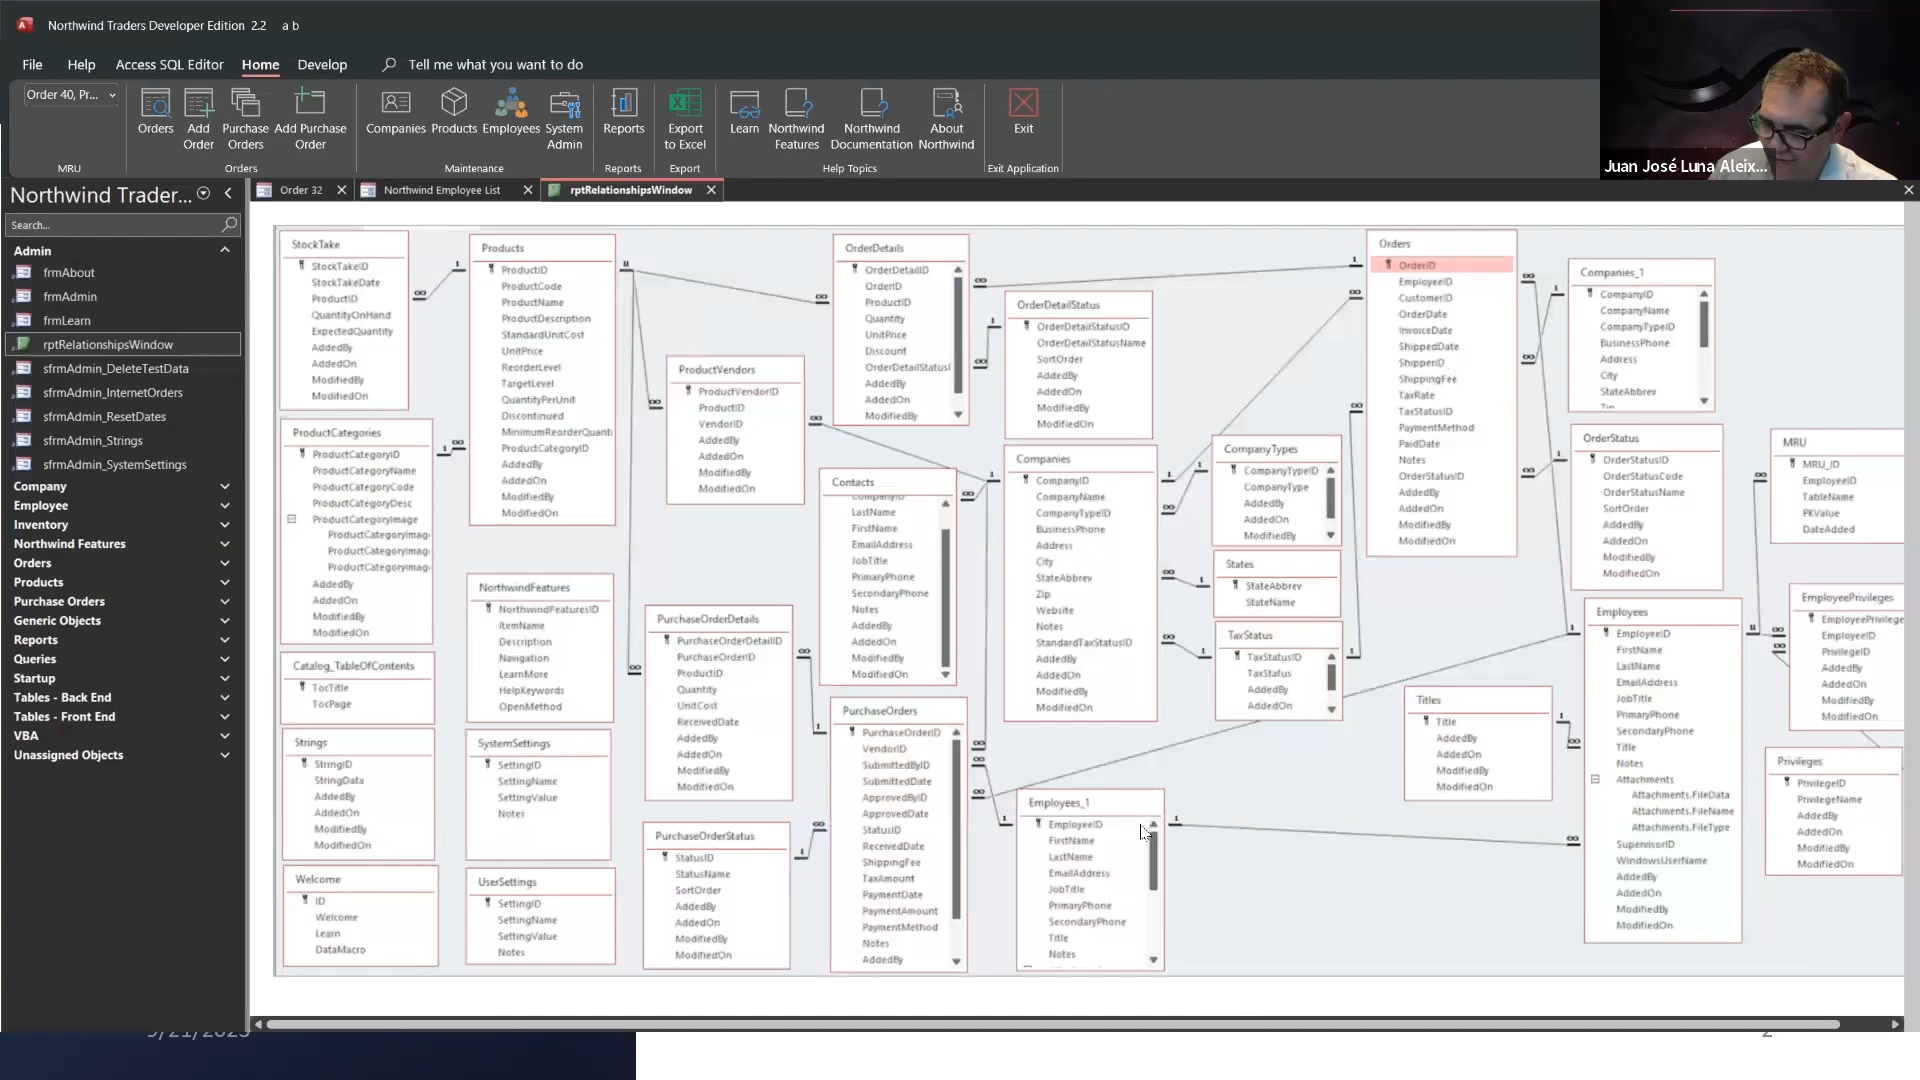 Northwind Traders Developer Edition 2.2 a b
File Help Access SQL Editor Home Develop Tell me what you want to do
Order 40, Pr...
MRU
Orders
Add Order
Purchase Orders
Add Purchase Order
Orders
Companies
Products
Employees
System Admin
Maintenance
Reports
Reports
Export to Excel
Export
Learn
Northwind Features
Northwind Documentation
About Northwind
Help Topics
Exit
Exit Application
Juan José Luna Aleix...
Northwind Trader...
Search...
Admin
frmAbout
frmAdmin
frmLearn
rptRelationshipsWindow
sfrmAdmin_DeleteTestData
sfrmAdmin_InternetOrders
sfrmAdmin_ResetDates
sfrmAdmin_Strings
sfrmAdmin_SystemSettings
Company
Employee
Inventory
Northwind Features
Orders
Products
Purchase Orders
Generic Objects
Reports
Queries
Startup
Tables - Back End
Tables - Front End
VBA
Unassigned Objects
Order 32
Northwind Employee List
rptRelationshipsWindow
StockTake
StockTakeID
StockTakeDate
ProductID
QuantityOnHand
ExpectedQuantity
AddedBy
AddedOn
ModifiedBy
ModifiedOn
ProductCategories
ProductCategoryID
ProductCategoryName
ProductCategoryCode
ProductCategoryDesc
ProductCategoryImage
ProductCategoryImag
ProductCategoryImag
ProductCategoryImag
AddedBy
AddedOn
ModifiedBy
ModifiedOn
Catalog_TableOfContents
TocTitle
TocPage
Strings
StringID
StringData
AddedBy
AddedOn
ModifiedBy
ModifiedOn
Welcome
ID
Welcome
Learn
DataMacro
Products
ProductID
ProductCode
ProductName
ProductDescription
StandardUnitCost
UnitPrice
ReorderLevel
TargetLevel
QuantityPerUnit
Discontinued
MinimumReorderQuant
ProductCategoryID
AddedBy
AddedOn
ModifiedBy
ModifiedOn
NorthwindFeatures
NorthwindFeaturesID
ItemName
Description
Navigation
LearnMore
HelpKeywords
OpenMethod
SystemSettings
SettingID
SettingName
SettingValue
Notes
UserSettings
SettingID
SettingName
SettingValue
Notes
ProductVendors
ProductVendorID
ProductID
VendorID
AddedBy
AddedOn
ModifiedBy
ModifiedOn
PurchaseOrderDetails
PurchaseOrderDetailID
PurchaseOrderID
ProductID
Quantity
UnitCost
ReceivedDate
AddedBy
AddedOn
ModifiedBy
ModifiedOn
PurchaseOrderStatus
StatusID
StatusName
SortOrder
AddedBy
AddedOn
ModifiedBy
ModifiedOn
OrderDetails
OrderDetailID
OrderID
ProductID
Quantity
UnitPrice
Discount
OrderDetailStatusI
AddedBy
AddedOn
ModifiedBy
Contacts
CompanyID
LastName
FirstName
EmailAddress
JobTitle
PrimaryPhone
SecondaryPhone
Notes
AddedBy
AddedOn
ModifiedBy
ModifiedOn
PurchaseOrders
PurchaseOrderID
VendorID
SubmittedByID
SubmittedDate
ApprovedByID
ApprovedDate
StatusID
ReceivedDate
ShippingFee
TaxAmount
PaymentDate
PaymentAmount
PaymentMethod
Notes
AddedBy
OrderDetailStatus
OrderDetailStatusID
OrderDetailStatusName
SortOrder
AddedBy
AddedOn
ModifiedBy
ModifiedOn
Companies
CompanyID
CompanyName
CompanyTypeID
BusinessPhone
Address
City
StateAbbrev
Zip
Website
Notes
StandardTaxStatusID
AddedBy
AddedOn
ModifiedBy
ModifiedOn
Employees_1
EmployeeID
FirstName
LastName
EmailAddress
JobTitle
PrimaryPhone
SecondaryPhone
Title
Notes
CompanyTypes
CompanyTypeID
CompanyType
AddedBy
AddedOn
ModifiedBy
States
StateAbbrev
StateName
TaxStatus
TaxStatusID
TaxStatus
AddedBy
AddedOn
Orders
OrderID
EmployeeID
CustomerID
OrderDate
InvoiceDate
ShippedDate
ShipperID
ShippingFee
TaxRate
TaxStatusID
PaymentMethod
PaidDate
Notes
OrderStatusID
AddedBy
AddedOn
ModifiedBy
ModifiedOn
Titles
Title
AddedBy
AddedOn
ModifiedBy
ModifiedOn
Companies_1
CompanyID
CompanyName
CompanyTypeID
BusinessPhone
Address
City
StateAbbrev
Zip
OrderStatus
OrderStatusID
OrderStatusCode
OrderStatusName
SortOrder
AddedBy
AddedOn
ModifiedBy
ModifiedOn
Employees
EmployeeID
FirstName
LastName
EmailAddress
JobTitle
PrimaryPhone
SecondaryPhone
Title
Notes
Attachments
Attachments.FileData
Attachments.FileName
Attachments.FileType
SupervisorID
WindowsUserName
AddedBy
AddedOn
ModifiedBy
ModifiedOn
MRU
MRU_ID
EmployeeID
TableName
PKValue
DateAdded
EmployeePrivileges
EmployeePrivilege
EmployeeID
PrivilegeID
AddedBy
AddedOn
ModifiedBy
ModifiedOn
Privileges
PrivilegeID
PrivilegeName
AddedBy
AddedOn
ModifiedBy
ModifiedOn